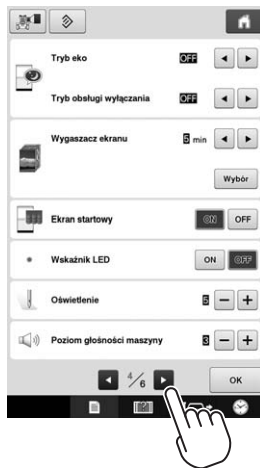 Tryb eko OFF
Tryb obsługi wyłączania OFF
Wygaszacz ekranu 5 min
Wybór
Ekran startowy ON OFF
Wskaźnik LED ON OFF
Oświetlenie 5 − +
Poziom głośności maszyny 3 − +
4/6 OK